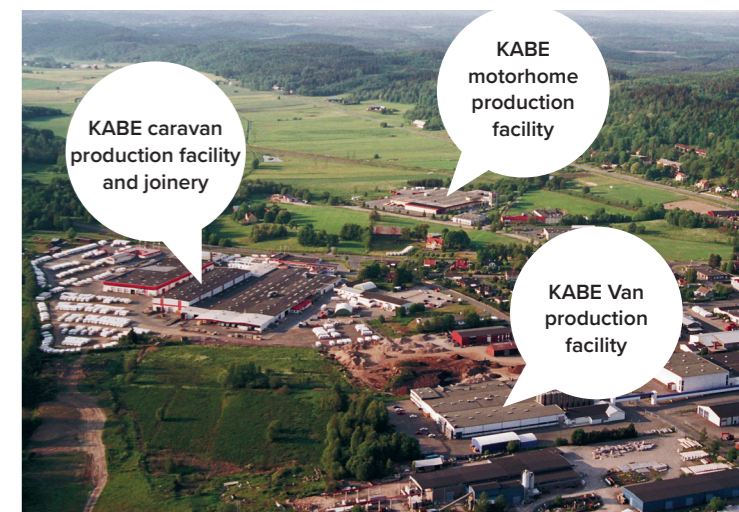 KABE
motorhome
production
facility
KABE caravan
production facility
and joinery
KABE Van
production
facility